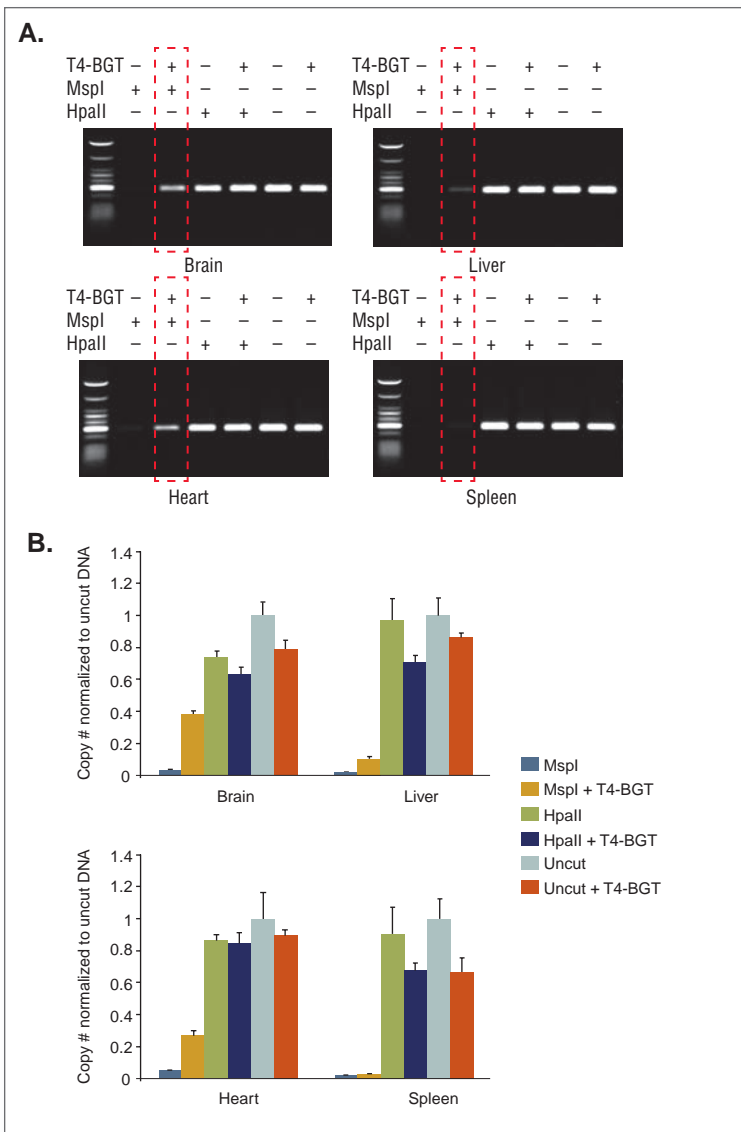 A.
T4-BGT – + – + – +
MspI + + – – – –
HpaII – – + + – –
Brain
T4-BGT – + – + – +
MspI + + – – – –
HpaII – – + + – –
Liver
T4-BGT – + – + – +
MspI + + – – – –
HpaII – – + + – –
Heart
T4-BGT – + – + – +
MspI + + – – – –
HpaII – – + + – –
Spleen
B.
Copy # normalized to uncut DNA
1.4
1.2
1
0.8
0.6
0.4
0.2
0
Brain Liver
MspI
MspI + T4-BGT
HpaII
HpaII + T4-BGT
Uncut
Uncut + T4-BGT
Copy # normalized to uncut DNA
1.4
1.2
1
0.8
0.6
0.4
0.2
0
Heart Spleen